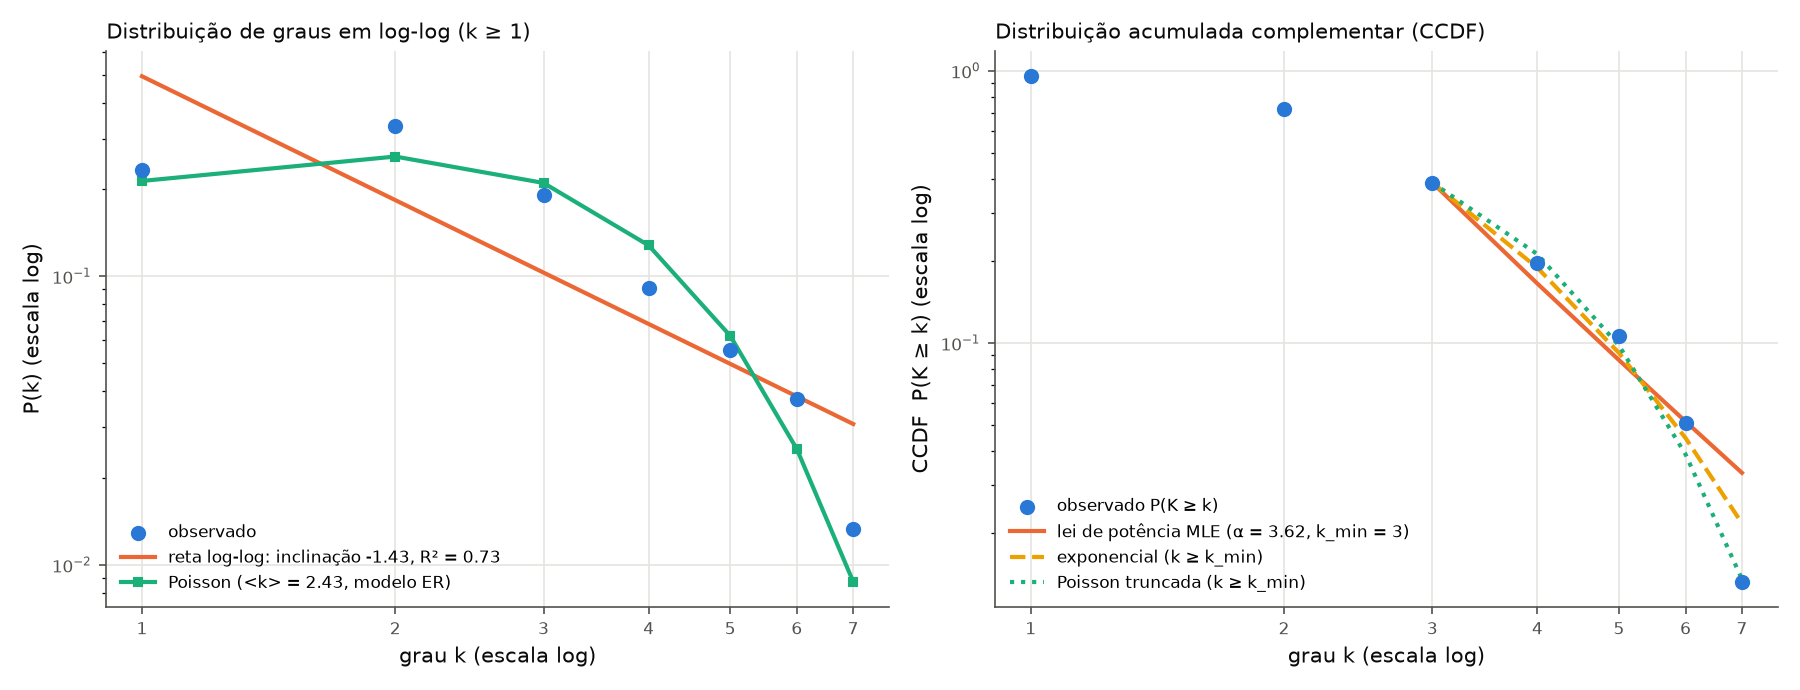 Distribuição de graus em log-log (k ≥ 1)
P(k) (escala log)
10⁻¹
10⁻²
observado
reta log-log: inclinação -1.43, R² = 0.73
Poisson (<k> = 2.43, modelo ER)
1 2 3 4 5 6 7
grau k (escala log)
Distribuição acumulada complementar (CCDF)
CCDF P(K ≥ k) (escala log)
10⁰
10⁻¹
observado P(K ≥ k)
lei de potência MLE (α = 3.62, k_min = 3)
exponencial (k ≥ k_min)
Poisson truncada (k ≥ k_min)
1 2 3 4 5 6 7
grau k (escala log)